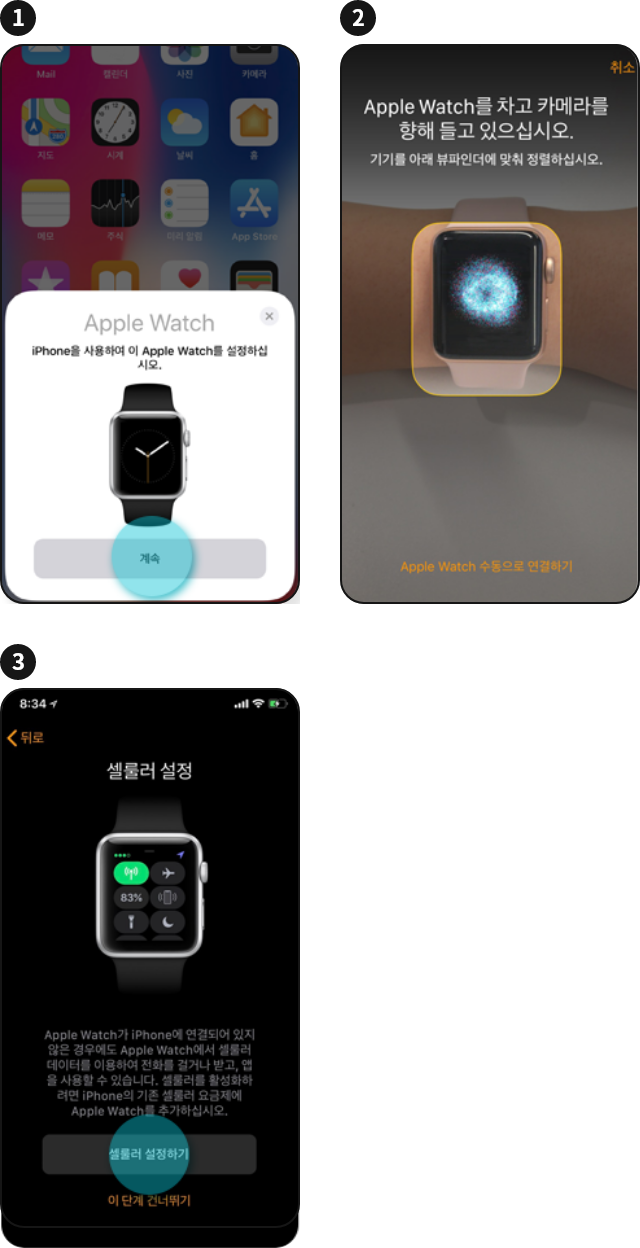 1
Mail
캘린더
사진
카메라
지도
시계
날씨
홈
메모
주식
미리 알림
App Store
Apple Watch
iPhone을 사용하여 이 Apple Watch를 설정하십
시오.
계속
2
취소
Apple Watch를 차고 카메라를
향해 들고 있으십시오.
기기를 아래 뷰파인더에 맞춰 정렬하십시오.
Apple Watch 수동으로 연결하기
3
8:34
뒤로
셀룰러 설정
83%
Apple Watch가 iPhone에 연결되어 있지
않은 경우에도 Apple Watch에서 셀룰러
데이터를 이용하여 전화를 걸거나 받고, 앱
을 사용할 수 있습니다. 셀룰러를 활성화하
려면 iPhone의 기존 셀룰러 요금제에
Apple Watch를 추가하십시오.
셀룰러 설정하기
이 단계 건너뛰기